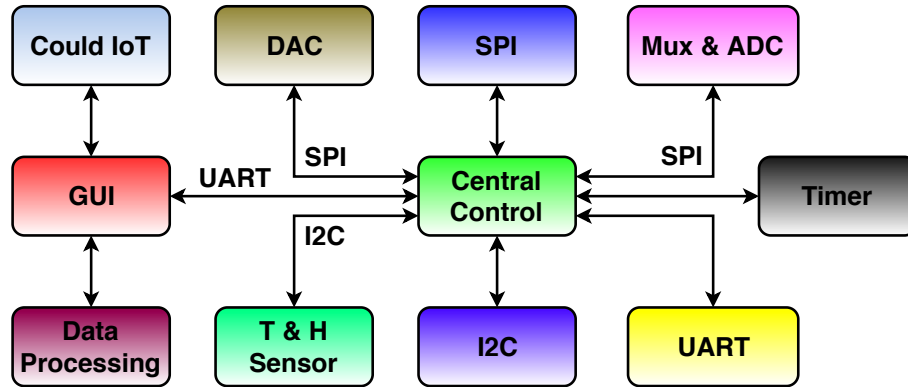 Could IoT
DAC
SPI
Mux & ADC
SPI
SPI
UART
GUI
Central
Control
Timer
I2C
Data
Processing
T & H
Sensor
I2C
UART